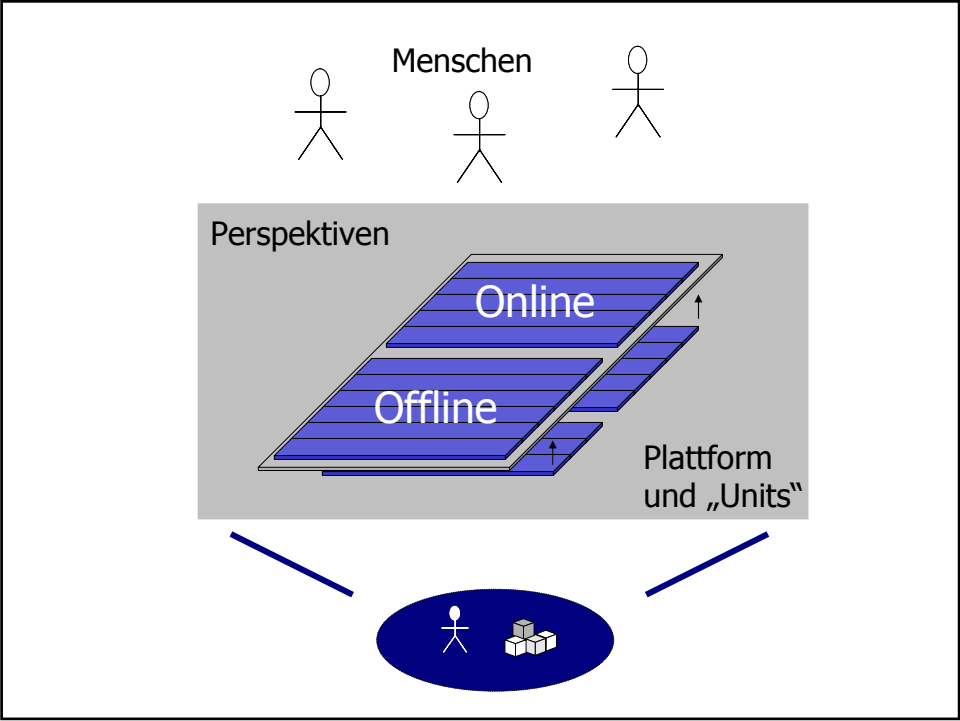 Menschen
Perspektiven
Online
Offline
Plattform
und „Units“